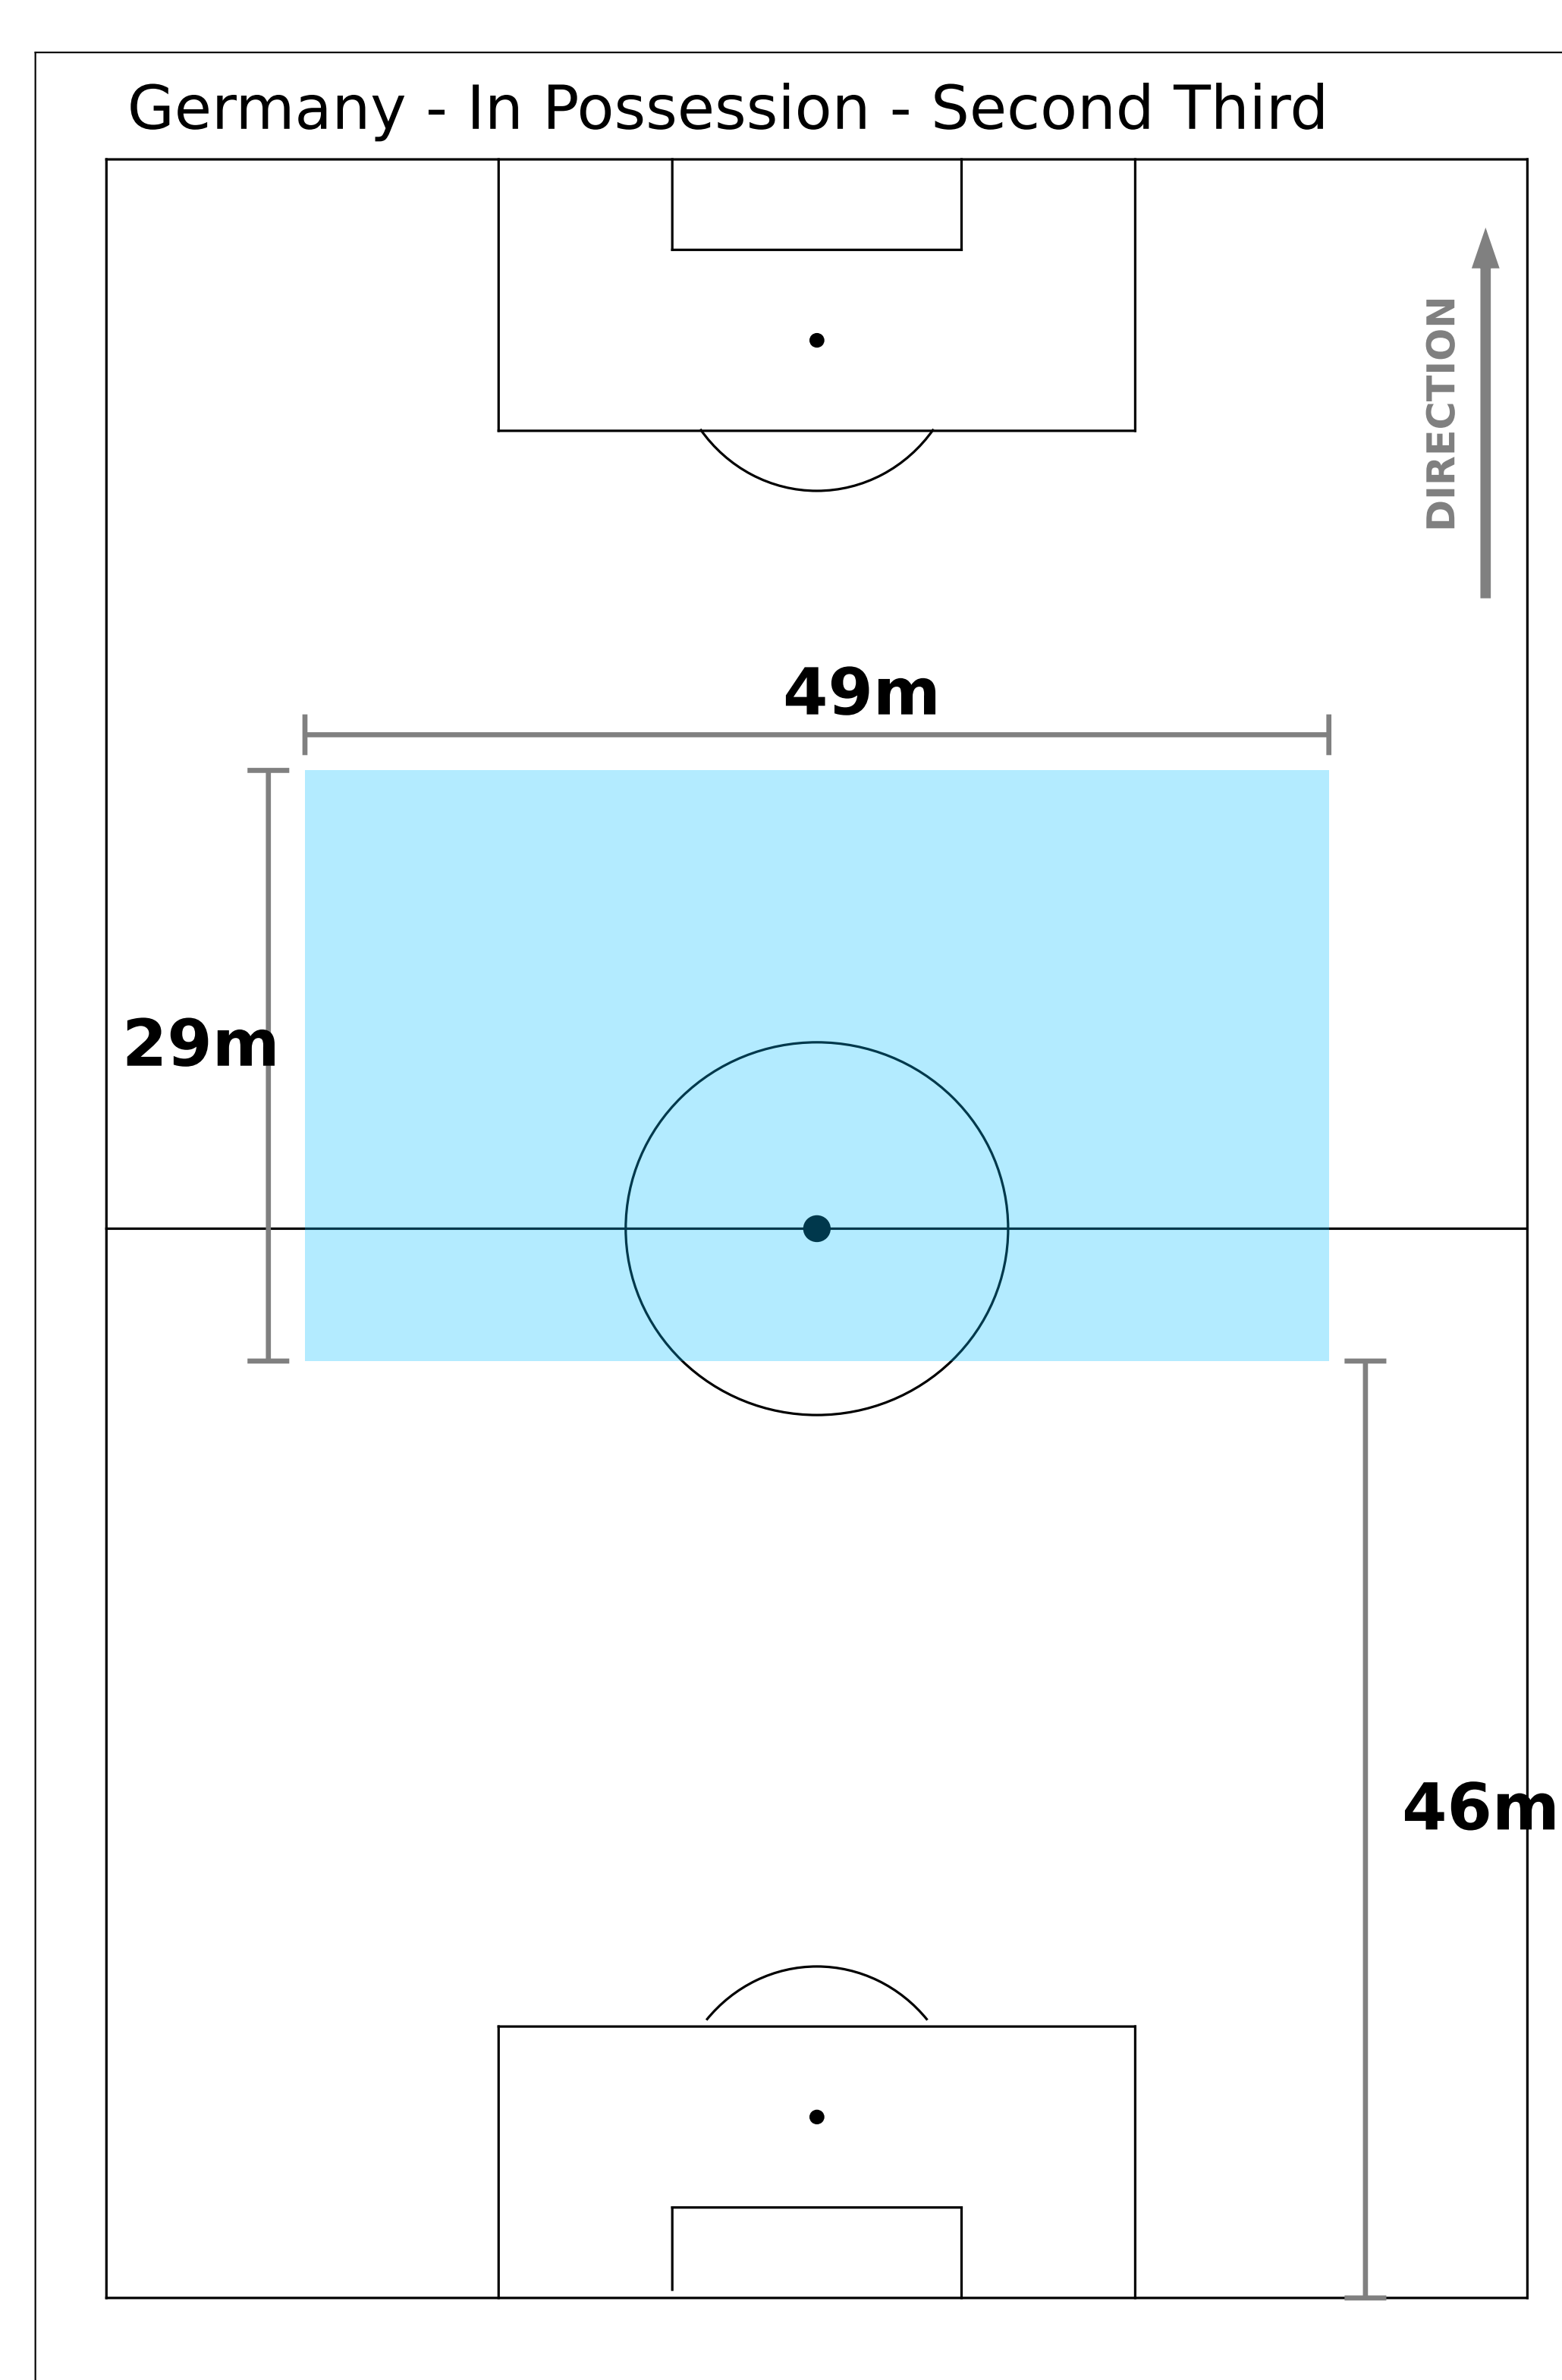 Germany - In Possession - Second Third
DIRECTION
49m
29m
46m